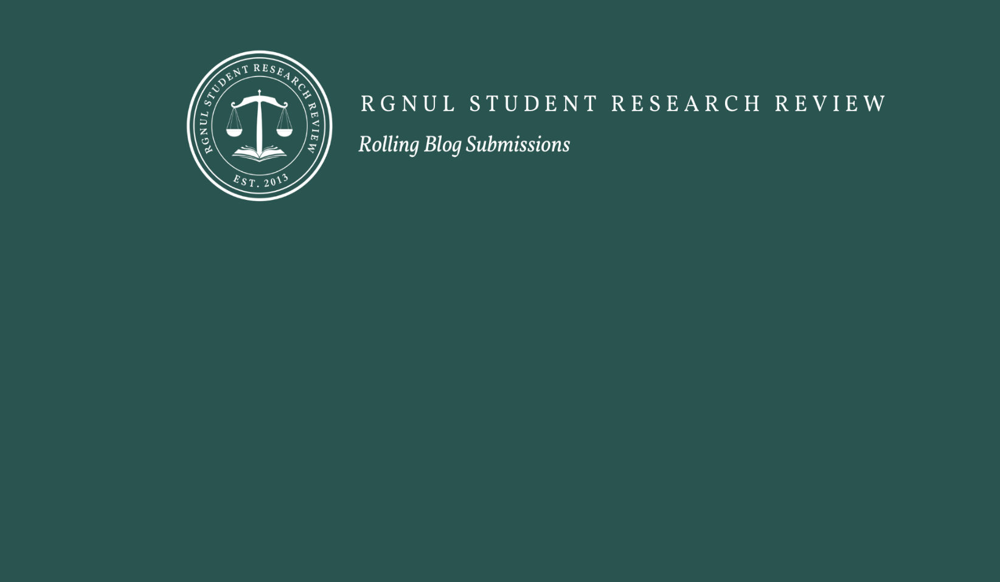 RGNUL STUDENT RESEARCH REVIEW
EST. 2013
RGNUL STUDENT RESEARCH REVIEW
Rolling Blog Submissions